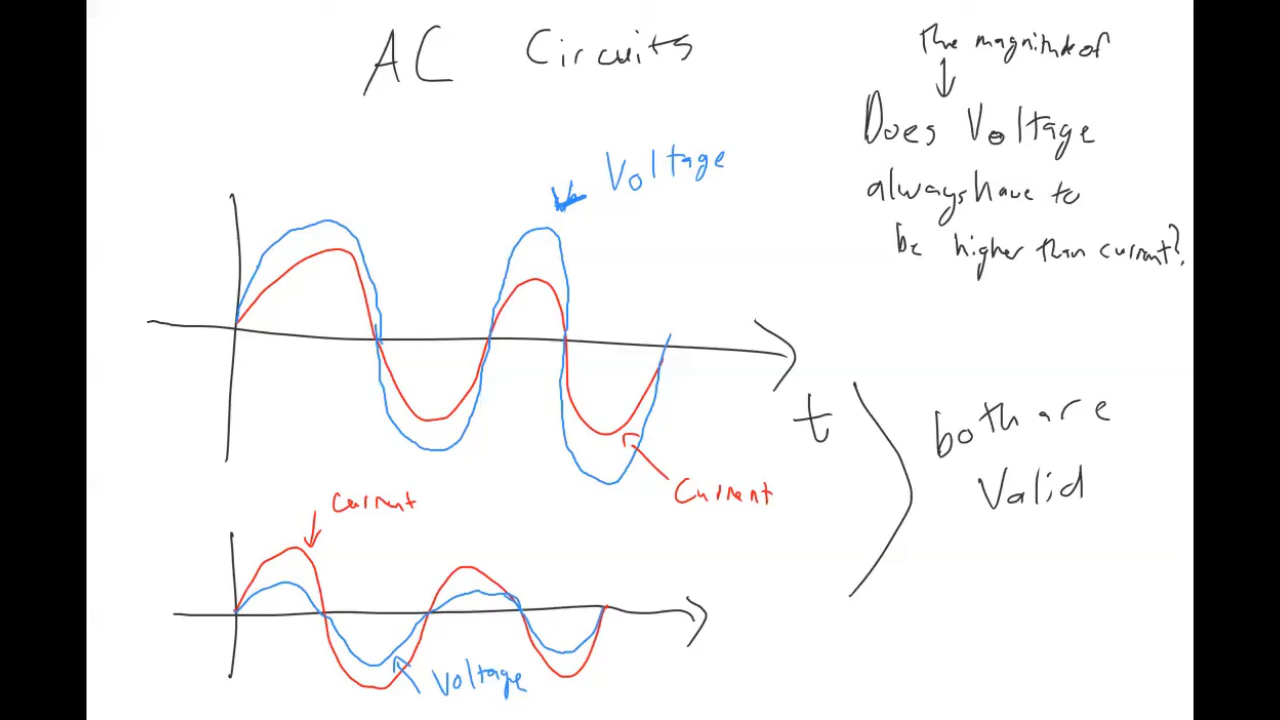 AC Circuits
the magnitude of
Does Voltage
always have to
be higher than current?
Voltage
t
Current
both are
Valid
Current
Voltage